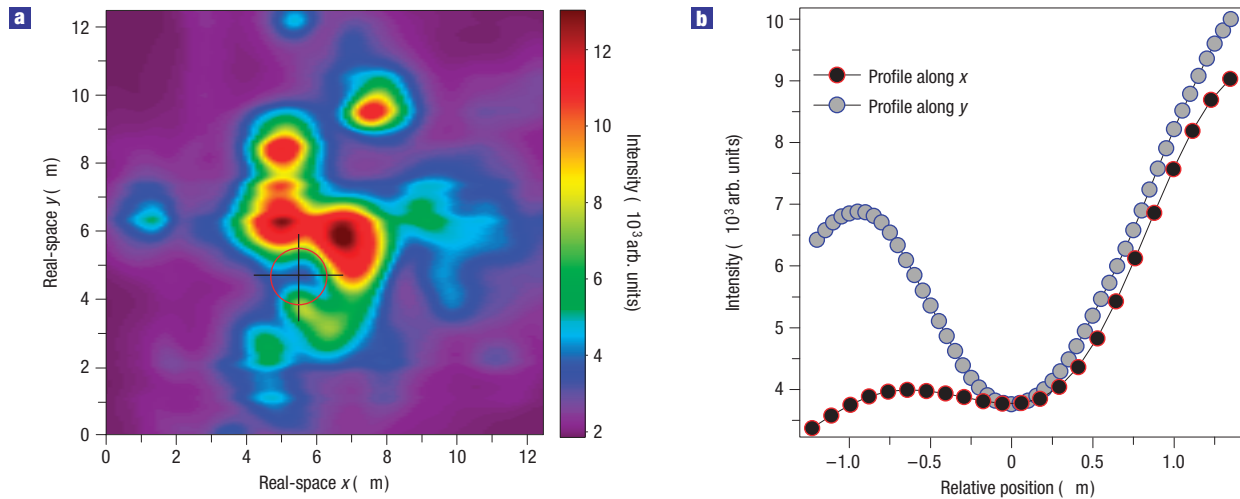 a
Real-space y ( m)
12
10
8
6
4
2
0
0 2 4 6 8 10 12
Real-space x ( m)
12
10
8
6
4
2
Intensity ( 10³ arb. units)
b
Intensity ( 10³ arb. units)
10
9
8
7
6
5
4
Profile along x
Profile along y
−1.0 −0.5 0 0.5 1.0
Relative position ( m)